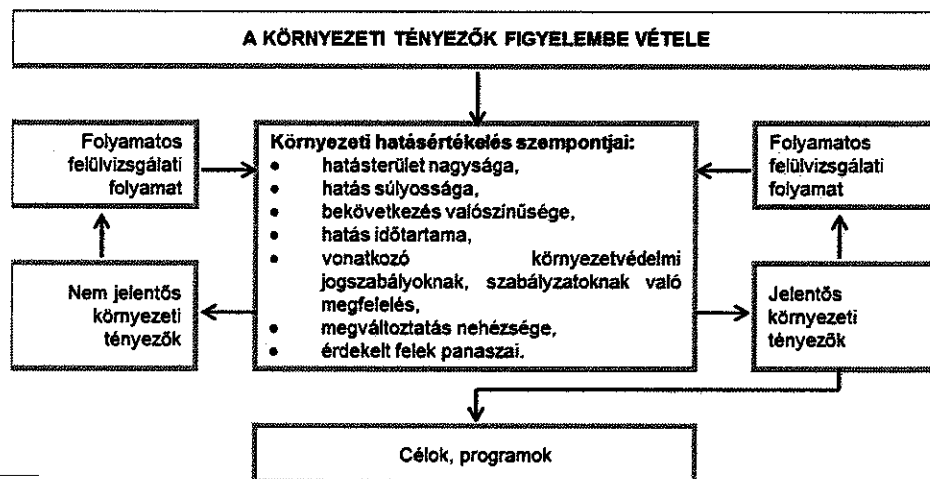 A KÖRNYEZETI TÉNYEZŐK FIGYELEMBE VÉTELE
Folyamatos
felülvizsgálati
folyamat
Környezeti hatásértékelés szempontjai:
• hatásterület nagysága,
• hatás súlyossága,
• bekövetkezés valószínűsége,
• hatás időtartama,
• vonatkozó környezetvédelmi
jogszabályoknak, szabályzatoknak való
megfelelés,
• megváltoztatás nehézsége,
• érdekelt felek panaszai.
Folyamatos
felülvizsgálati
folyamat
Nem jelentős
környezeti
tényezők
Jelentős
környezeti
tényezők
Célok, programok